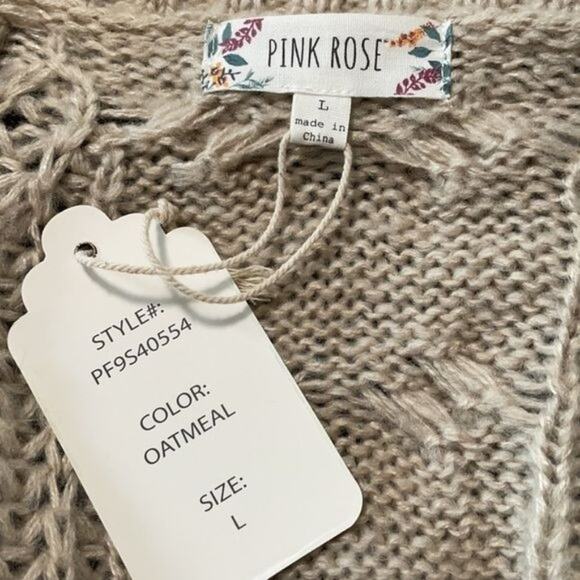 PINK ROSE
L
made in
China
STYLE#:
PF9S40554
COLOR:
OATMEAL
SIZE:
L